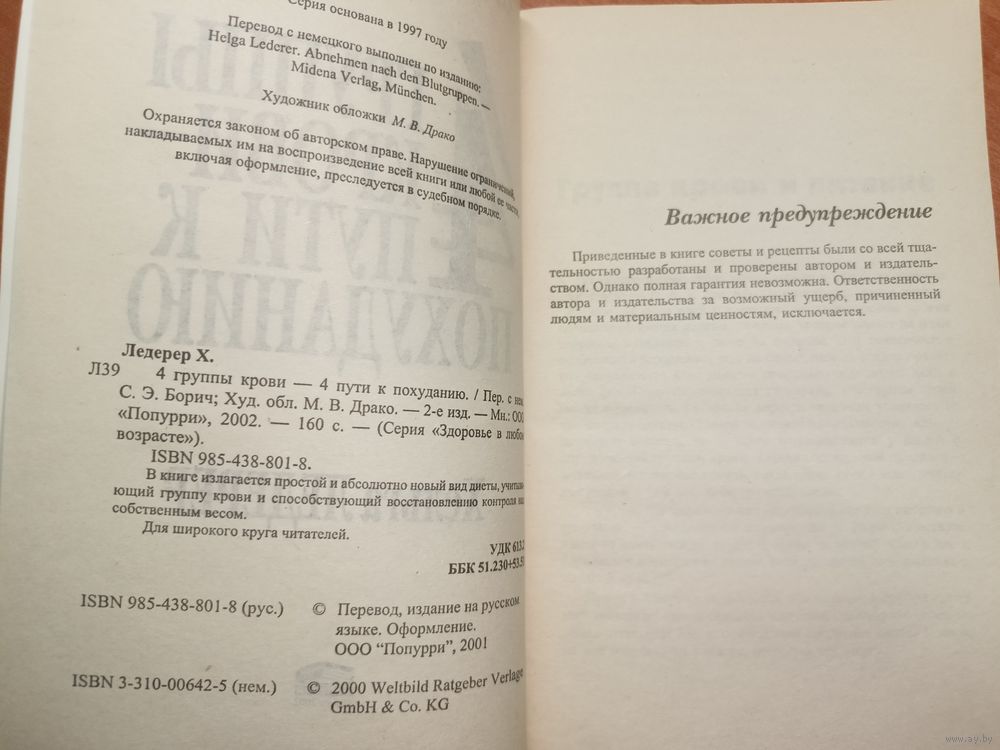 Серия основана в 1997 году
Перевод с немецкого выполнен по изданию:
Helga Lederer. Abnehmen nach den Blutgruppen. —
Midena Verlag, München.
Художник обложки М. В. Драко
Охраняется законом об авторском праве. Нарушение ограничений,
накладываемых им на воспроизведение всей книги или любой ее части,
включая оформление, преследуется в судебном порядке.
Ледерер Х.
Л39 4 группы крови — 4 пути к похуданию. / Пер. с нем.
С. Э. Борич; Худ. обл. М. В. Драко. — 2-е изд. — Мн.: ООО
«Попурри», 2002. — 160 с. — (Серия «Здоровье в любом
возрасте»).
ISBN 985-438-801-8.
В книге излагается простой и абсолютно новый вид диеты, учитыва-
ющий группу крови и способствующий восстановлению контроля над
собственным весом.
Для широкого круга читателей.
УДК 613.2
ББК 51.230+53.51
ISBN 985-438-801-8 (рус.) © Перевод, издание на русском
языке. Оформление.
ООО "Попурри", 2001
ISBN 3-310-00642-5 (нем.) © 2000 Weltbild Ratgeber Verlage
GmbH & Co. KG
Важное предупреждение
Приведенные в книге советы и рецепты были со всей тща-
тельностью разработаны и проверены автором и издатель-
ством. Однако полная гарантия невозможна. Ответственность
автора и издательства за возможный ущерб, причиненный
людям и материальным ценностям, исключается.
www.ay.by